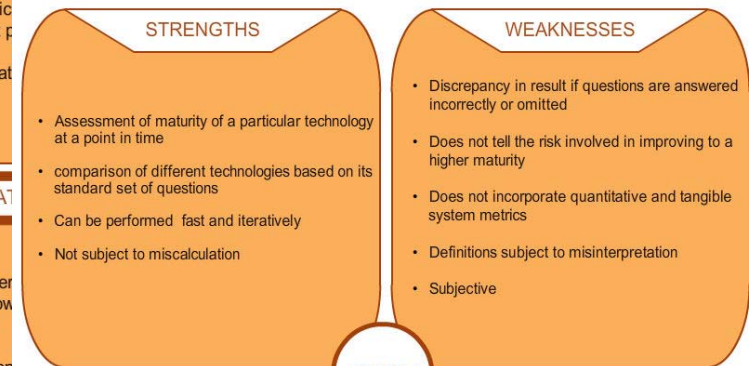 STRENGTHS
• Assessment of maturity of a particular technology
at a point in time
• comparison of different technologies based on its
standard set of questions
• Can be performed fast and iteratively
• Not subject to miscalculation
WEAKNESSES
• Discrepancy in result if questions are answered
incorrectly or omitted
• Does not tell the risk involved in improving to a
higher maturity
• Does not incorporate quantitative and tangible
system metrics
• Definitions subject to misinterpretation
• Subjective